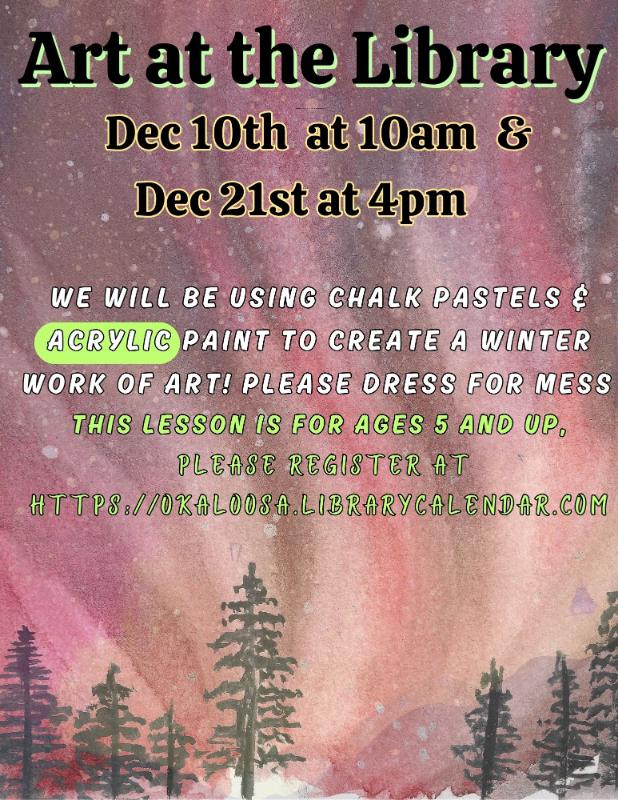 Art at the Library
Dec 10th at 10am &
Dec 21st at 4pm
WE WILL BE USING CHALK PASTELS &
ACRYLIC PAINT TO CREATE A WINTER
WORK OF ART! PLEASE DRESS FOR MESS
THIS LESSON IS FOR AGES 5 AND UP,
PLEASE REGISTER AT
HTTPS://OKALOOSA.LIBRARYCALENDAR.COM